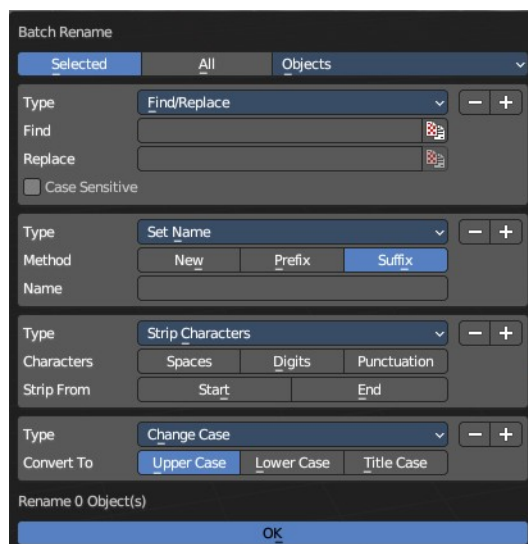 Batch Rename
Selected All Objects
Type Find/Replace
Find
Replace
Case Sensitive
Type Set Name
Method New Prefix Suffix
Name
Type Strip Characters
Characters Spaces Digits Punctuation
Strip From Start End
Type Change Case
Convert To Upper Case Lower Case Title Case
Rename 0 Object(s)
OK